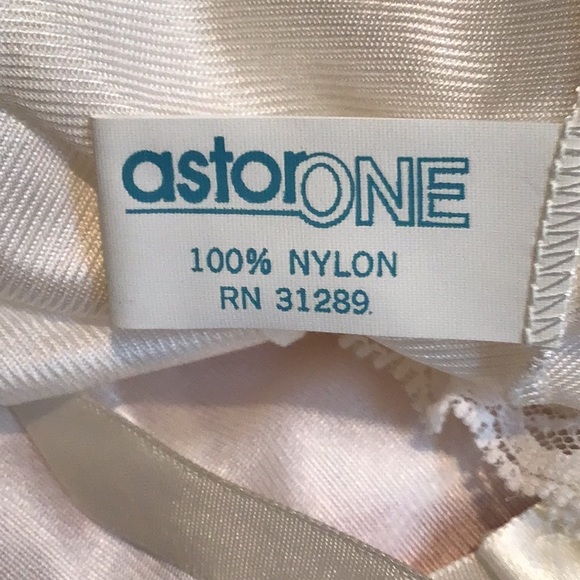 astorONE
100% NYLON
RN 31289.